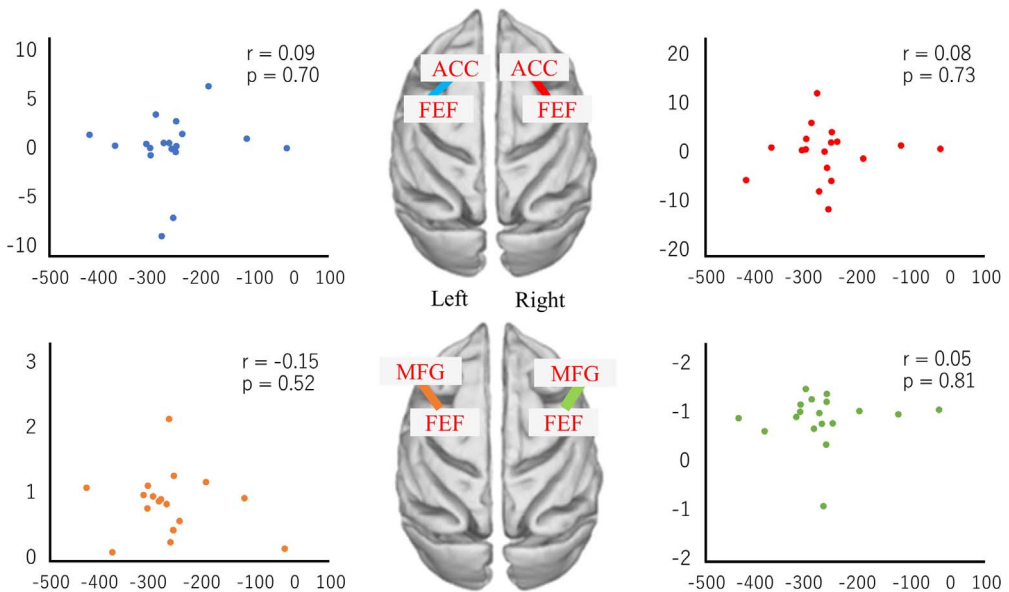 10
5
0
-5
-10
-500 -400 -300 -200 -100 0 100
r = 0.09
p = 0.70
ACC ACC
FEF FEF
Left Right
20
10
0
-10
-20
-500 -400 -300 -200 -100 0 100
r = 0.08
p = 0.73
3
2
1
0
-500 -400 -300 -200 -100 0 100
r = -0.15
p = 0.52
MFG MFG
FEF FEF
-2
-1
0
-1
-2
-500 -400 -300 -200 -100 0 100
r = 0.05
p = 0.81